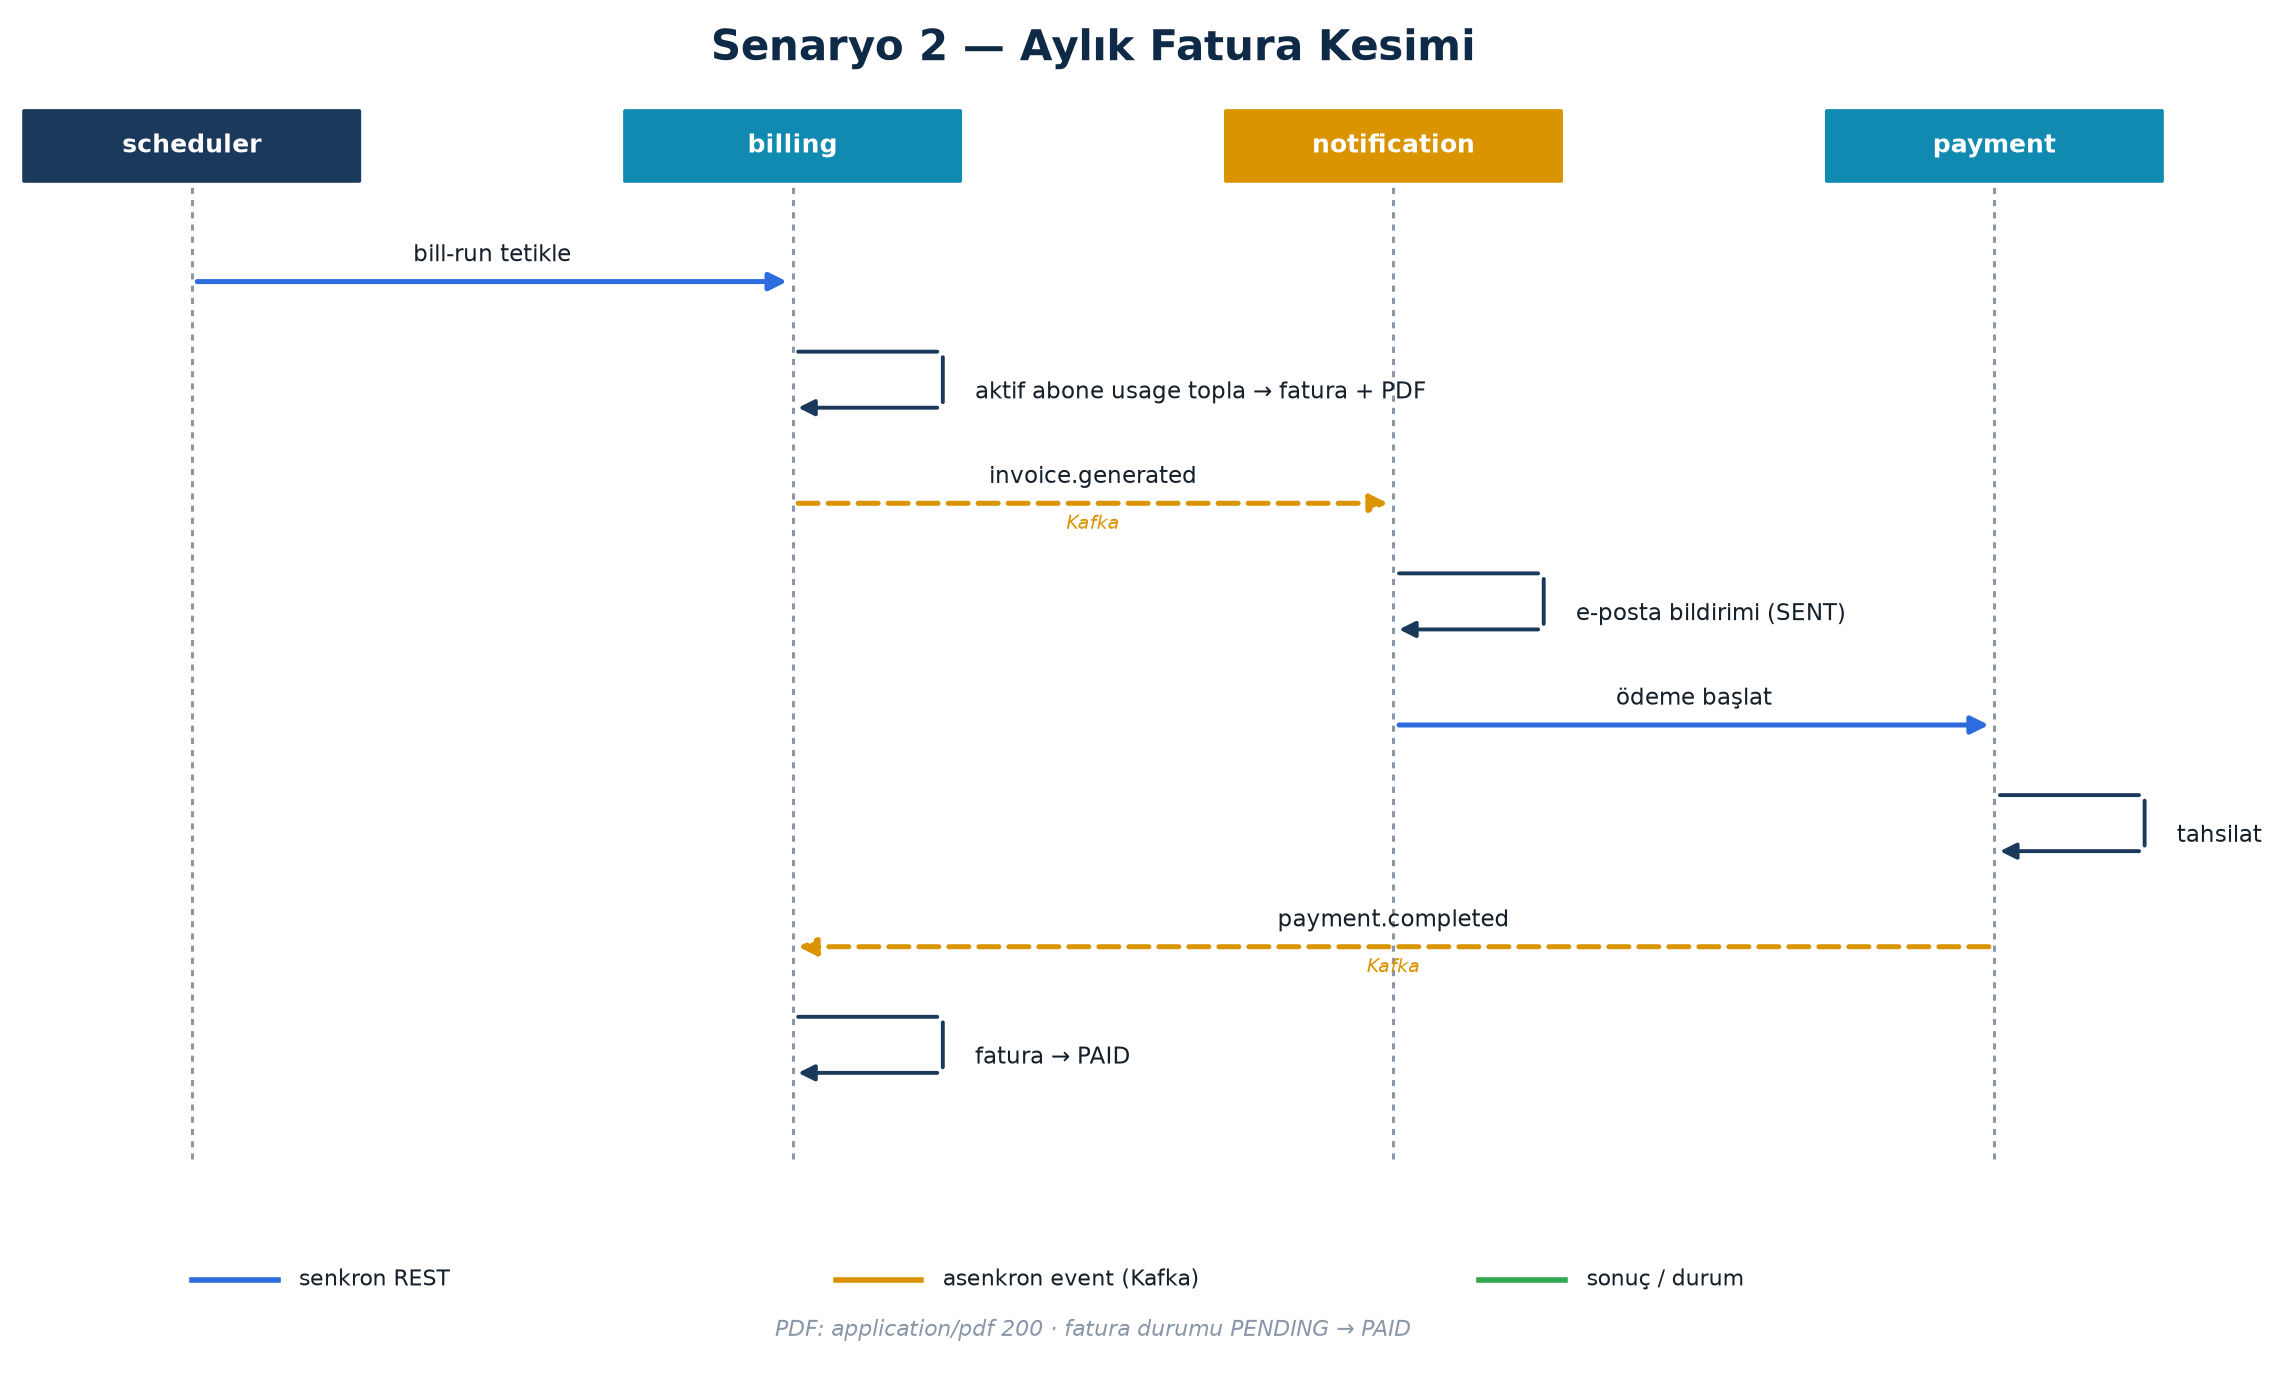 Senaryo 2 — Aylık Fatura Kesimi
scheduler
billing
notification
payment
bill-run tetikle
aktif abone usage topla → fatura + PDF
invoice.generated
Kafka
e-posta bildirimi (SENT)
ödeme başlat
tahsilat
payment.completed
Kafka
fatura → PAID
senkron REST
asenkron event (Kafka)
sonuç / durum
PDF: application/pdf 200 · fatura durumu PENDING → PAID